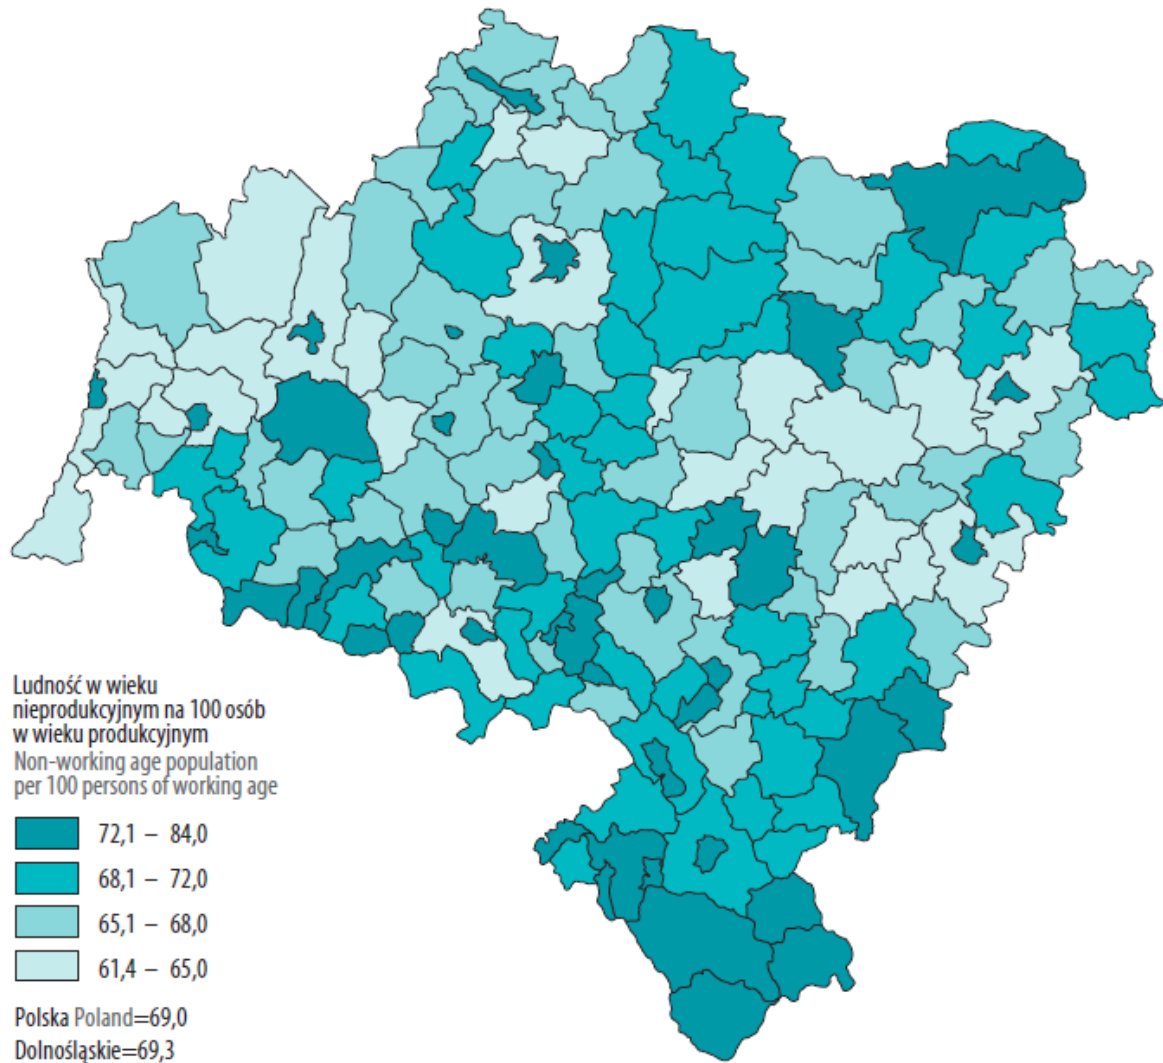 Ludność w wieku
nieprodukcyjnym na 100 osób
w wieku produkcyjnym
Non-working age population
per 100 persons of working age
72,1 – 84,0
68,1 – 72,0
65,1 – 68,0
61,4 – 65,0
Polska Poland=69,0
Dolnośląskie=69,3